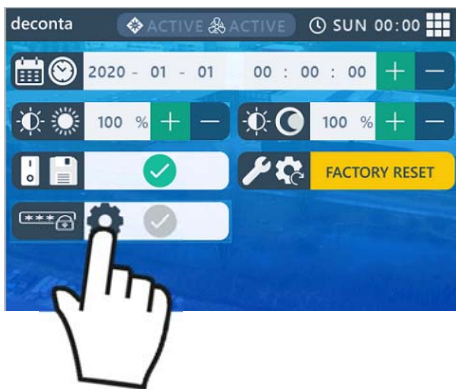 deconta ACTIVE ACTIVE SUN 00:00
2020 - 01 - 01 00 : 00 : 00 + −
100 % + − 100 % + −
FACTORY RESET
***